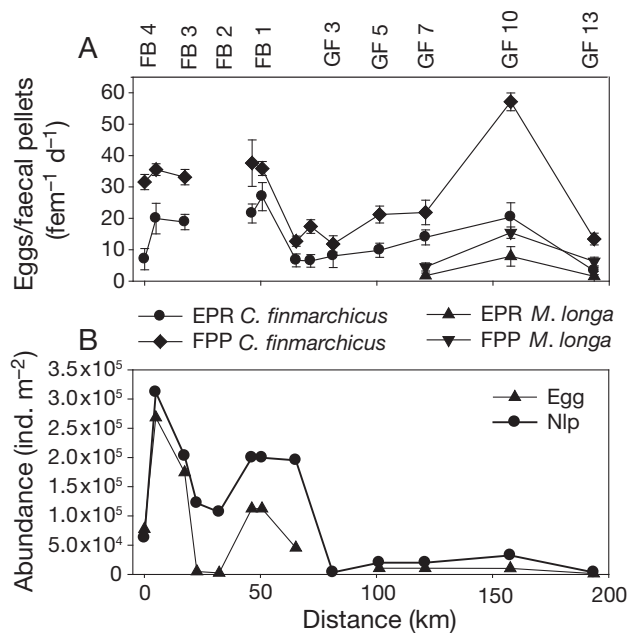 A
FB 4
FB 3
FB 2
FB 1
GF 3
GF 5
GF 7
GF 10
GF 13
Eggs/faecal pellets
(fem⁻¹ d⁻¹)
60
50
40
30
20
10
0
EPR C. finmarchicus
EPR M. longa
FPP C. finmarchicus
FPP M. longa
B
Abundance (ind. m⁻²)
3.5x10⁵
3.0x10⁵
2.5x10⁵
2.0x10⁵
1.5x10⁵
1.0x10⁵
5.0x10⁴
0
Egg
Nlp
0 50 100 150 200
Distance (km)